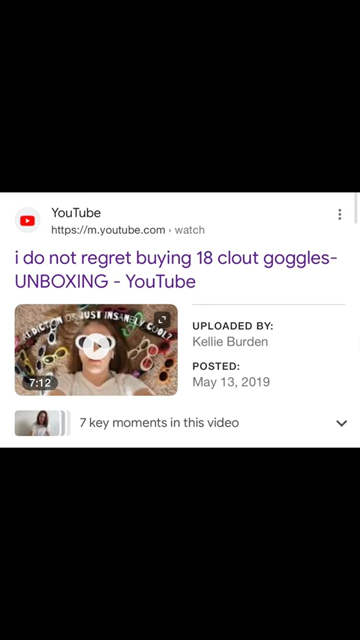 YouTube
https://m.youtube.com › watch
i do not regret buying 18 clout goggles-
UNBOXING - YouTube
ADDICTION OR JUST INSANELY COOL?
7:12
UPLOADED BY:
Kellie Burden
POSTED:
May 13, 2019
7 key moments in this video